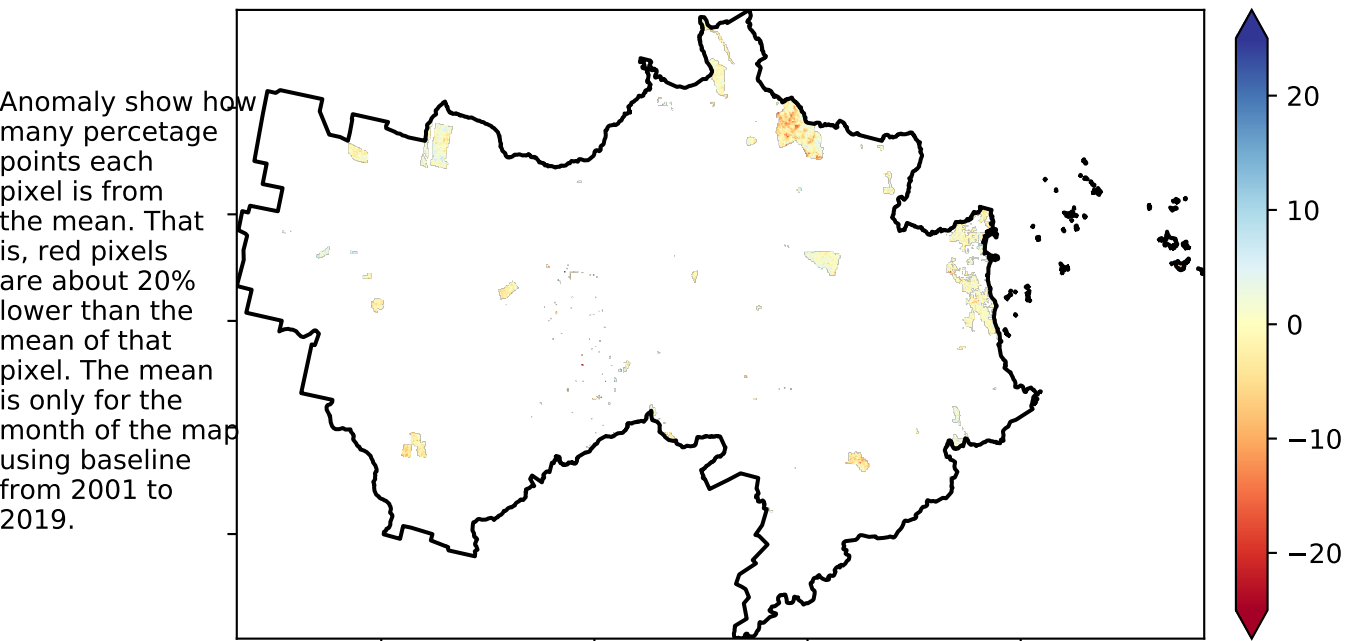 Anomaly show how
many percetage
points each
pixel is from
the mean. That
is, red pixels
are about 20%
lower than the
mean of that
pixel. The mean
is only for the
month of the map
using baseline
from 2001 to
2019.
20
10
0
−10
−20